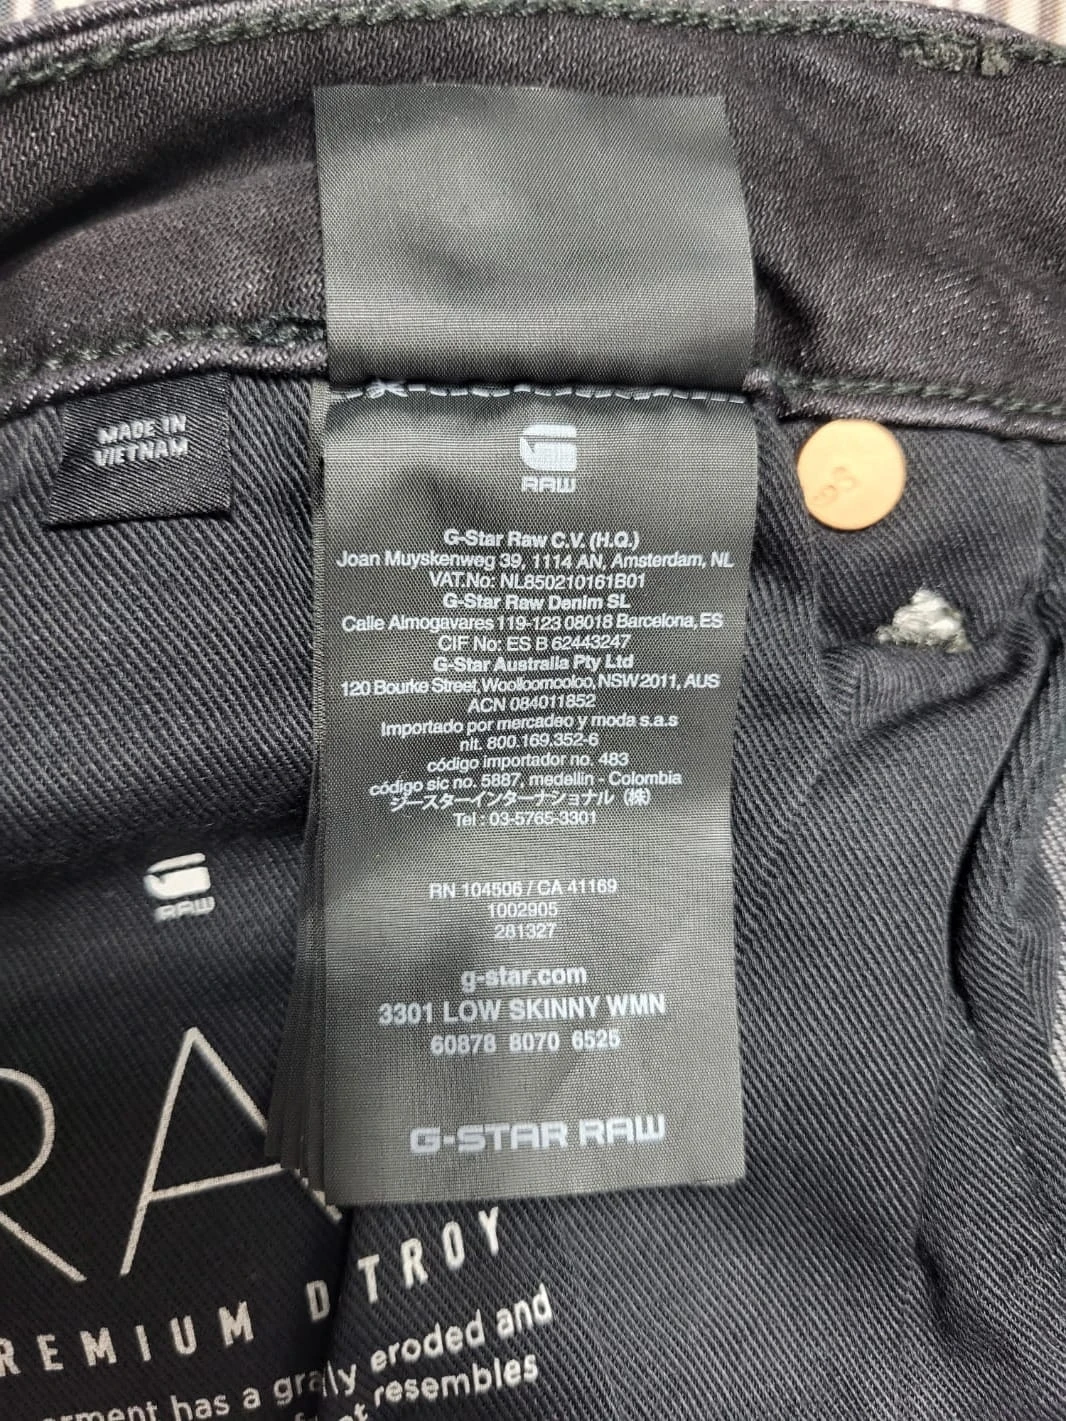 MADE IN
VIETNAM
RAW
G-Star Raw C.V. (H.Q.)
Joan Muyskenweg 39, 1114 AN, Amsterdam, NL
VAT.No: NL850210161B01
G-Star Raw Denim SL
Calle Almogavares 119-123 08018 Barcelona, ES
CIF No: ES B 62443247
G-Star Australia Pty Ltd
120 Bourke Street, Woolloomooloo, NSW 2011, AUS
ACN 084011852
Importado por mercadeo y moda s.a.s
nit. 800.169.352-6
código importador no. 483
código sic no. 5887, medellin - Colombia
ジースターインターナショナル (株)
Tel : 03-5765-3301
RN 104506 / CA 41169
1002905
281327
g-star.com
3301 LOW SKINNY WMN
60878 8070 6525
G-STAR RAW
RAW
RA
REMIUM D TROY
has a eroded and
resembles